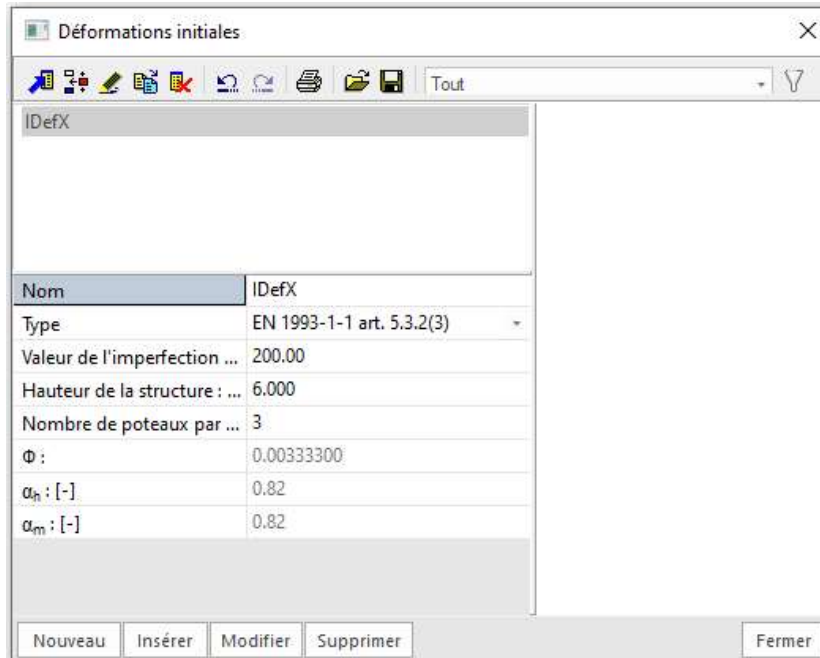 Déformations initiales
Tout
IDefX
Nom IDefX
Type EN 1993-1-1 art. 5.3.2(3)
Valeur de l'imperfection ... 200.00
Hauteur de la structure : ... 6.000
Nombre de poteaux par ... 3
Φ : 0.00333300
αh : [-] 0.82
αm : [-] 0.82
Nouveau Insérer Modifier Supprimer Fermer